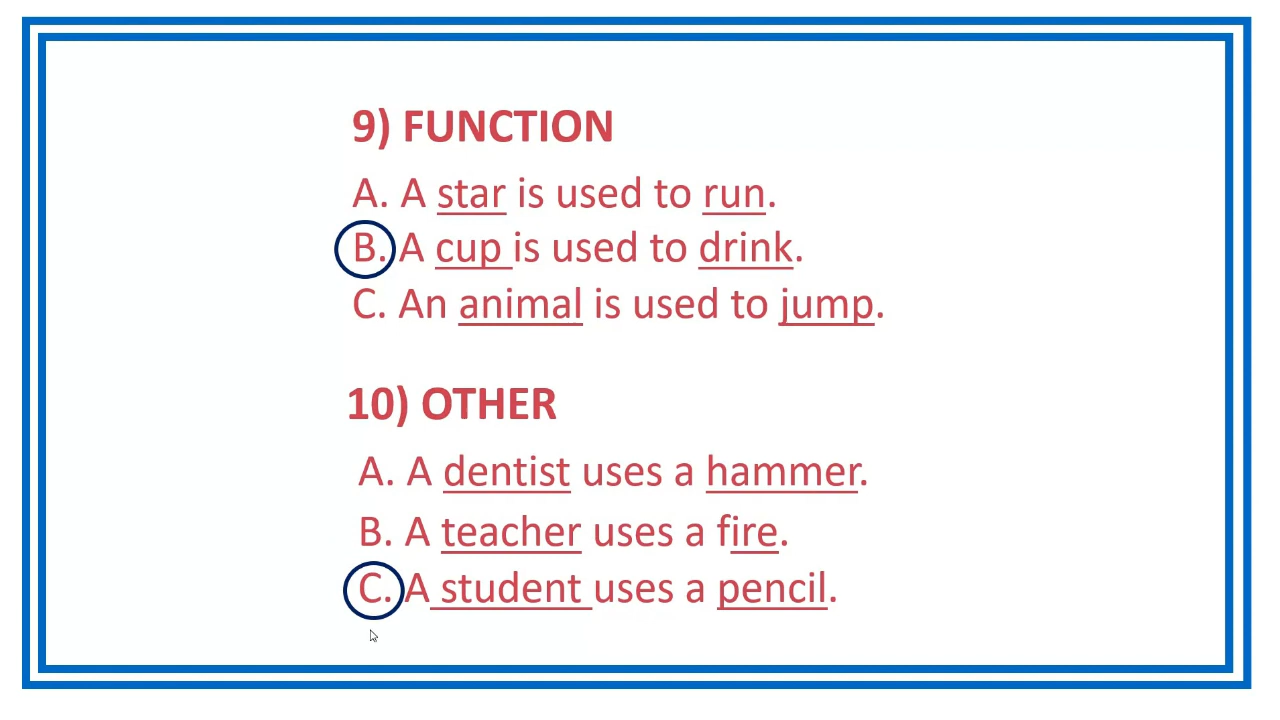 9) FUNCTION
A. A star is used to run.
B. A cup is used to drink.
C. An animal is used to jump.
10) OTHER
A. A dentist uses a hammer.
B. A teacher uses a fire.
C. A student uses a pencil.